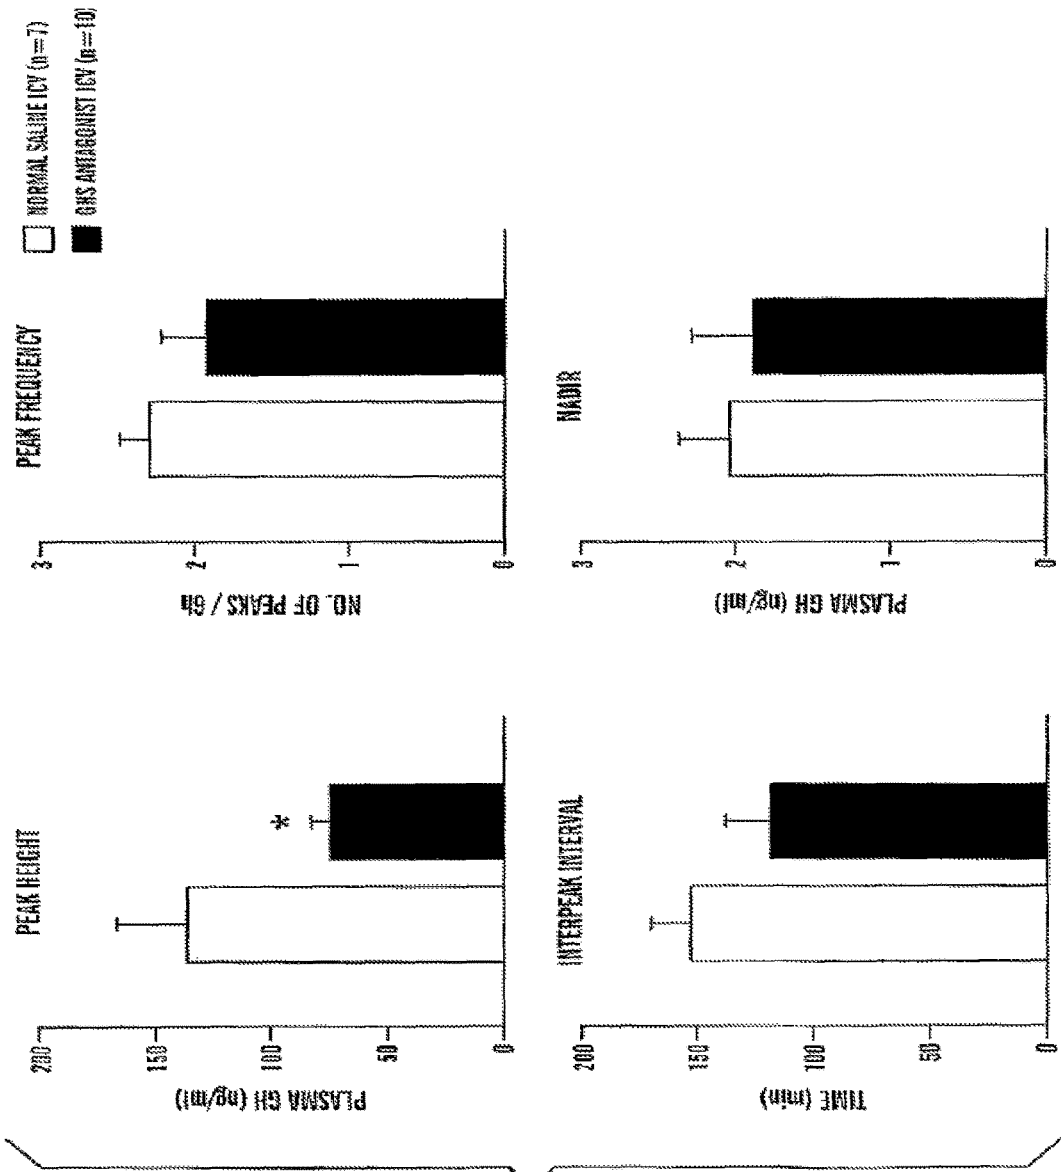 PEAK HEIGHT
PLASMA GH (ng/ml)
200
150
100
50
0
*
PEAK FREQUENCY
NO. OF PEAKS / 6h
3
2
1
0
NORMAL SALINE ICV (n=7)
GHS ANTAGONIST ICV (n=10)
INTERPEAK INTERVAL
TIME (min)
200
150
100
50
0
NADIR
PLASMA GH (ng/ml)
3
2
1
0